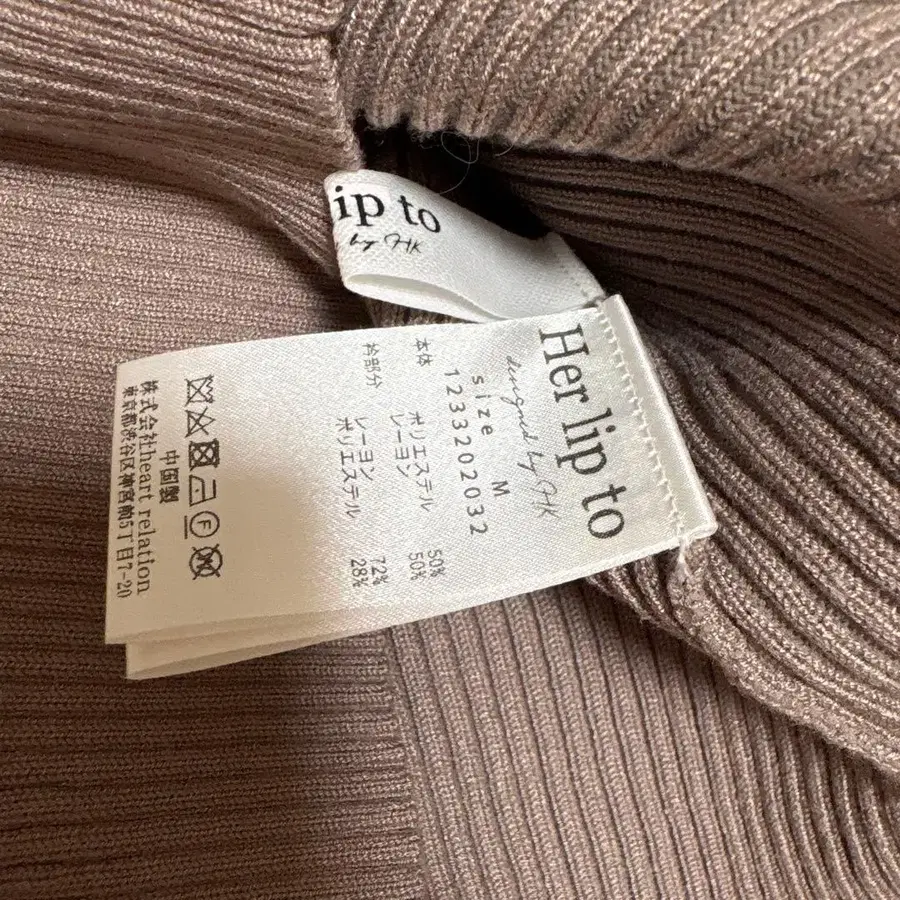 ip to
by HK
Her lip to
designed by HK
size M
1233202032
本体 ポリエステル 50%
レーヨン 50%
衿部分 レーヨン 72%
ポリエステル 28%
F
中国製
株式会社heart relation
東京都渋谷区神宮前5丁目7-20